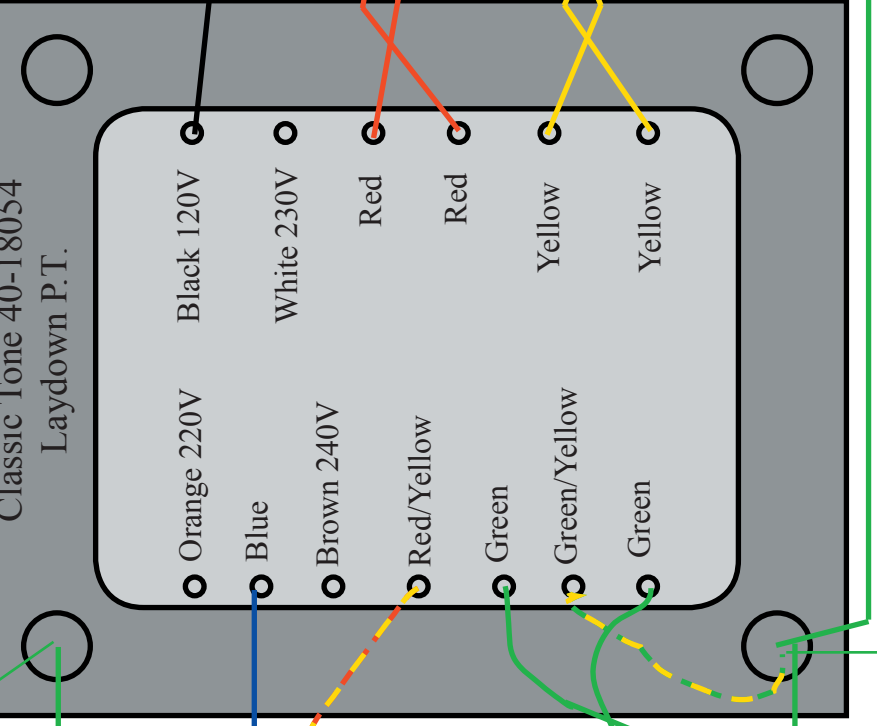 Classic Tone 40-18054
Laydown P.T.
Black 120V
White 230V
Red
Red
Yellow
Yellow
Orange 220V
Blue
Brown 240V
Red/Yellow
Green
Green/Yellow
Green